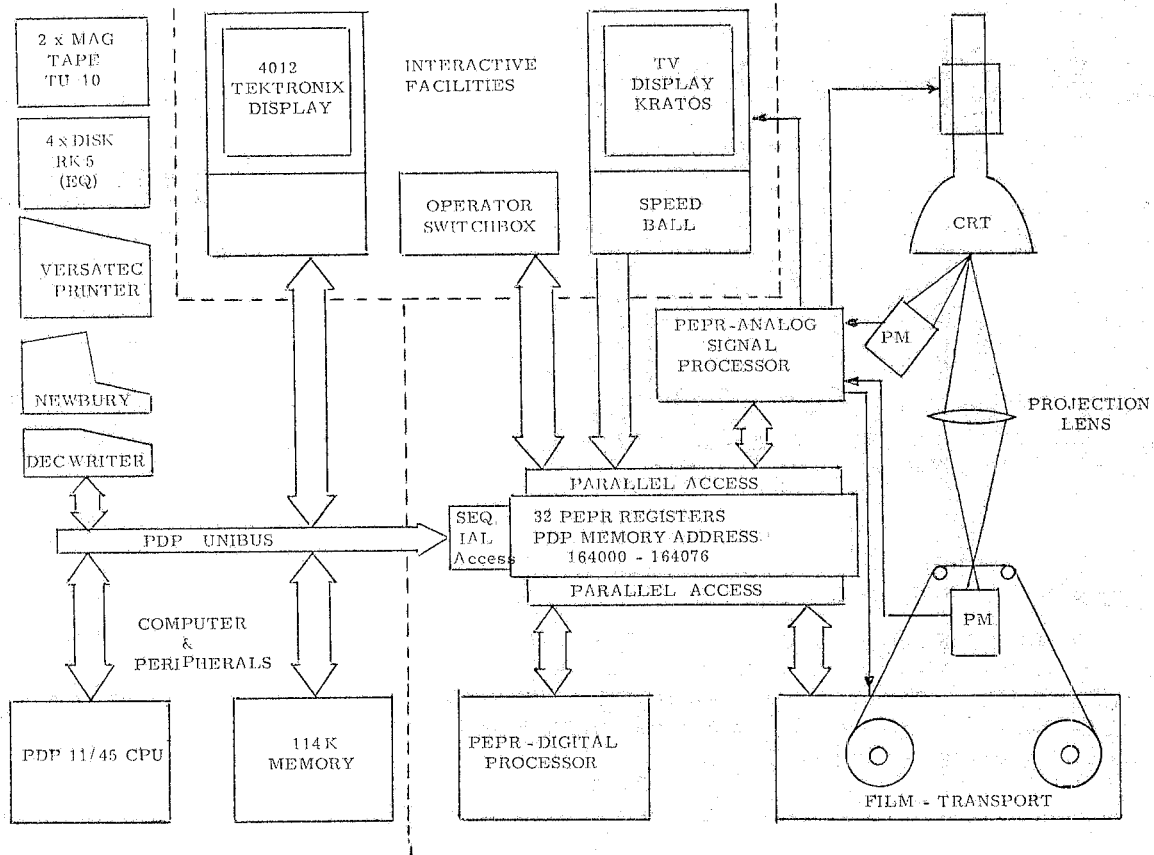 2 x MAG
TAPE
TU 10
4 x DISK
RK 5
(EQ)
VERSATEC
PRINTER
NEWBURY
DECWRITER
4012
TEKTRONIX
DISPLAY
INTERACTIVE
FACILITIES
TV
DISPLAY
KRATOS
OPERATOR
SWITCHBOX
SPEED
BALL
CRT
PEPR-ANALOG
SIGNAL
PROCESSOR
PM
PROJECTION
LENS
PARALLEL ACCESS
SEQ.
IAL
Access
32 PEPR REGISTERS
PDP MEMORY ADDRESS
164000 - 164076
PARALLEL ACCESS
PDP UNIBUS
PM
COMPUTER
&
PERIPHERALS
PDP 11/45 CPU
114K
MEMORY
PEPR - DIGITAL
PROCESSOR
FILM - TRANSPORT